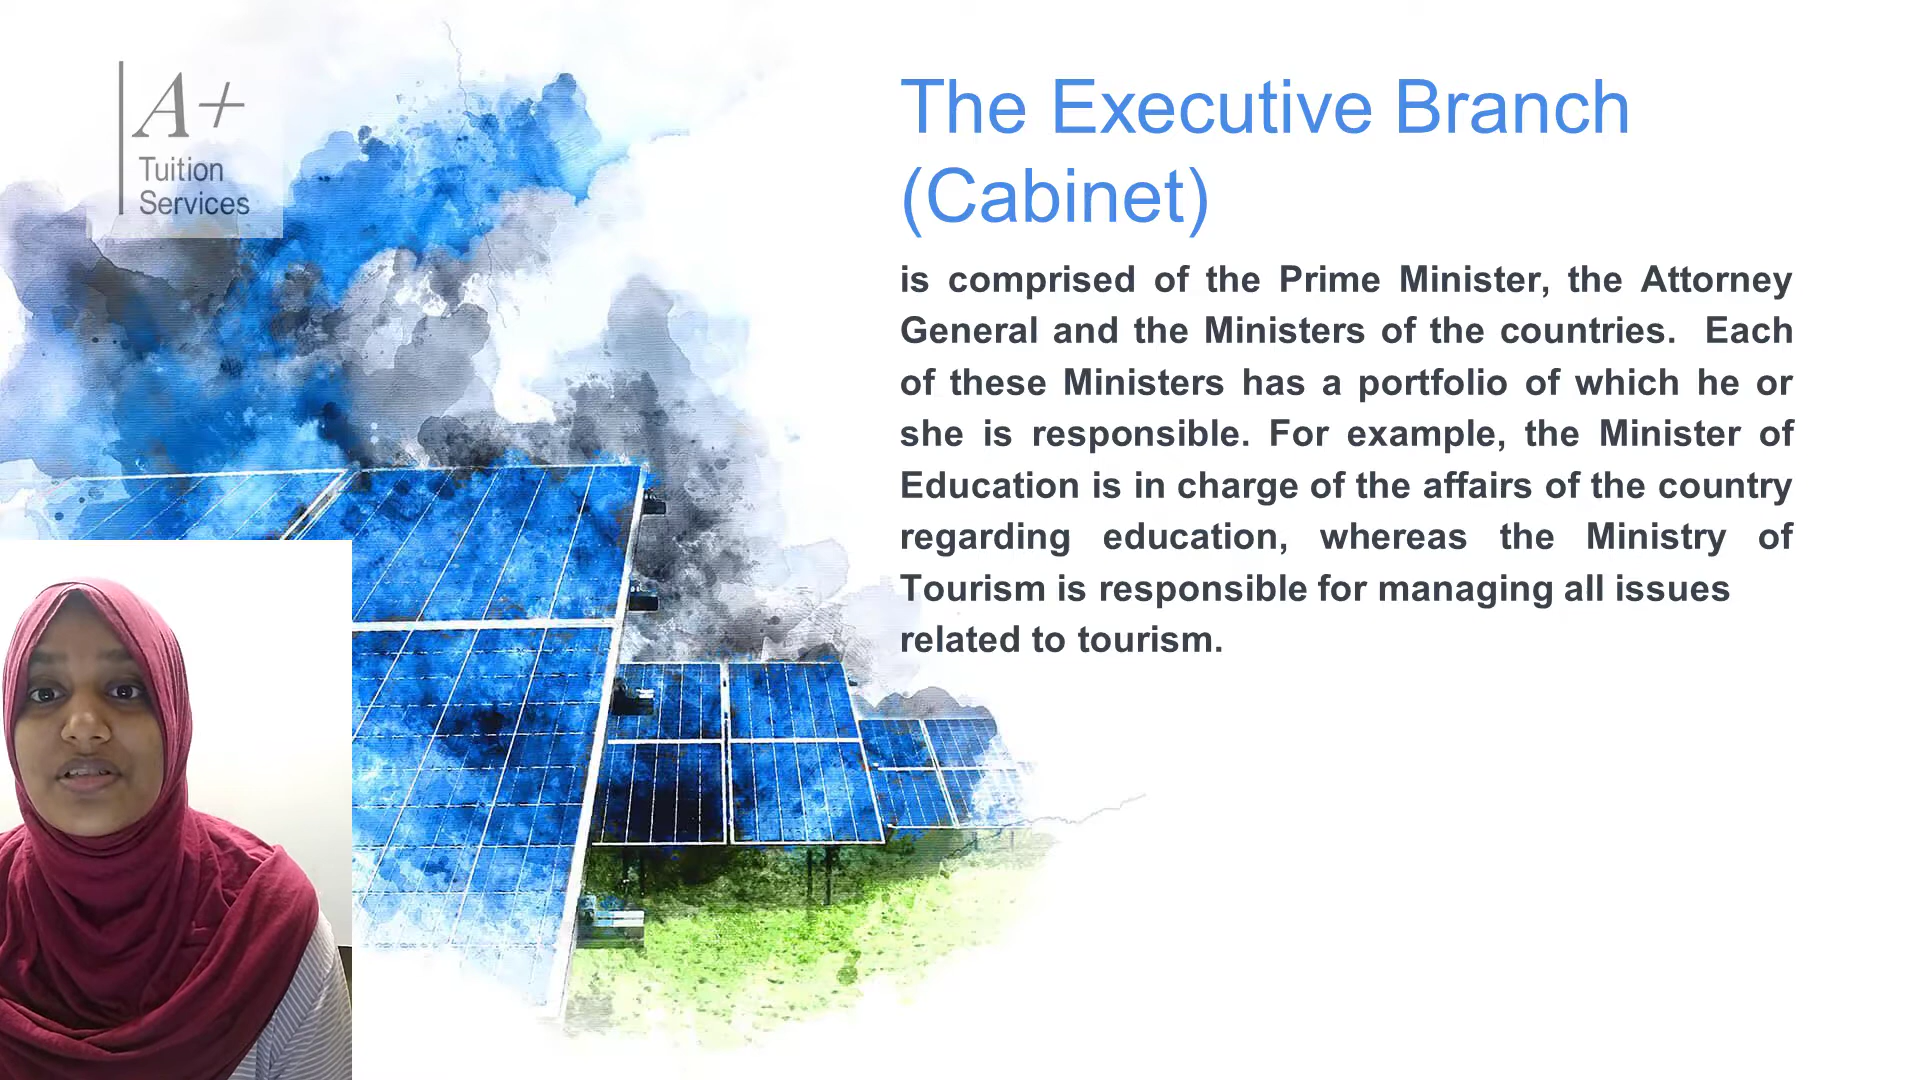 A+
Tuition
Services
The Executive Branch
(Cabinet)
is comprised of the Prime Minister, the Attorney
General and the Ministers of the countries. Each
of these Ministers has a portfolio of which he or
she is responsible. For example, the Minister of
Education is in charge of the affairs of the country
regarding education, whereas the Ministry of
Tourism is responsible for managing all issues
related to tourism.